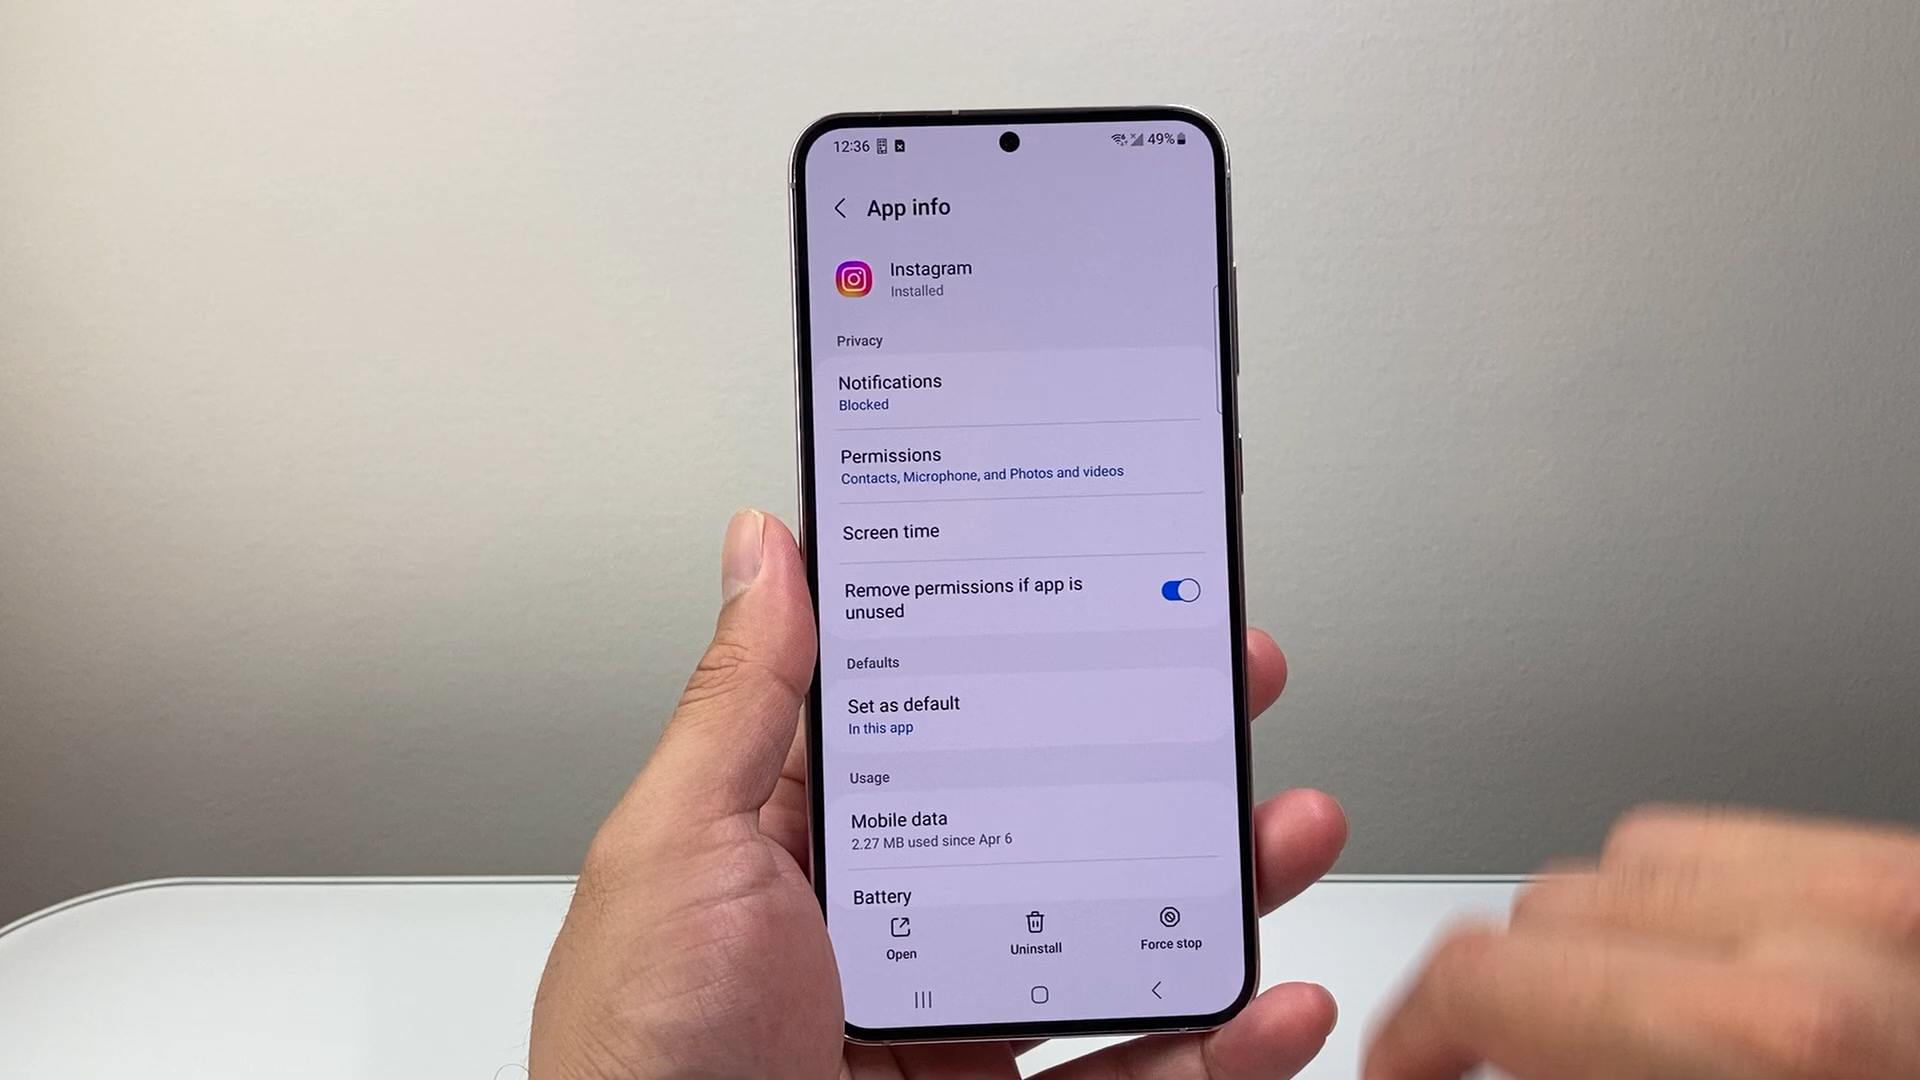 12:36
49%
App info
Instagram
Installed
Privacy
Notifications
Blocked
Permissions
Contacts, Microphone, and Photos and videos
Screen time
Remove permissions if app is
unused
Defaults
Set as default
In this app
Usage
Mobile data
2.27 MB used since Apr 6
Battery
Open
Uninstall
Force stop